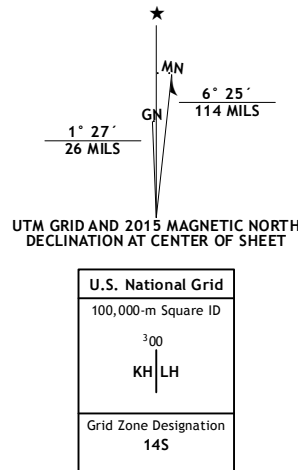 MN
GN
6° 25´
114 MILS
1° 27´
26 MILS
UTM GRID AND 2015 MAGNETIC NORTH
DECLINATION AT CENTER OF SHEET
U.S. National Grid
100,000-m Square ID
³00
KH LH
Grid Zone Designation
14S